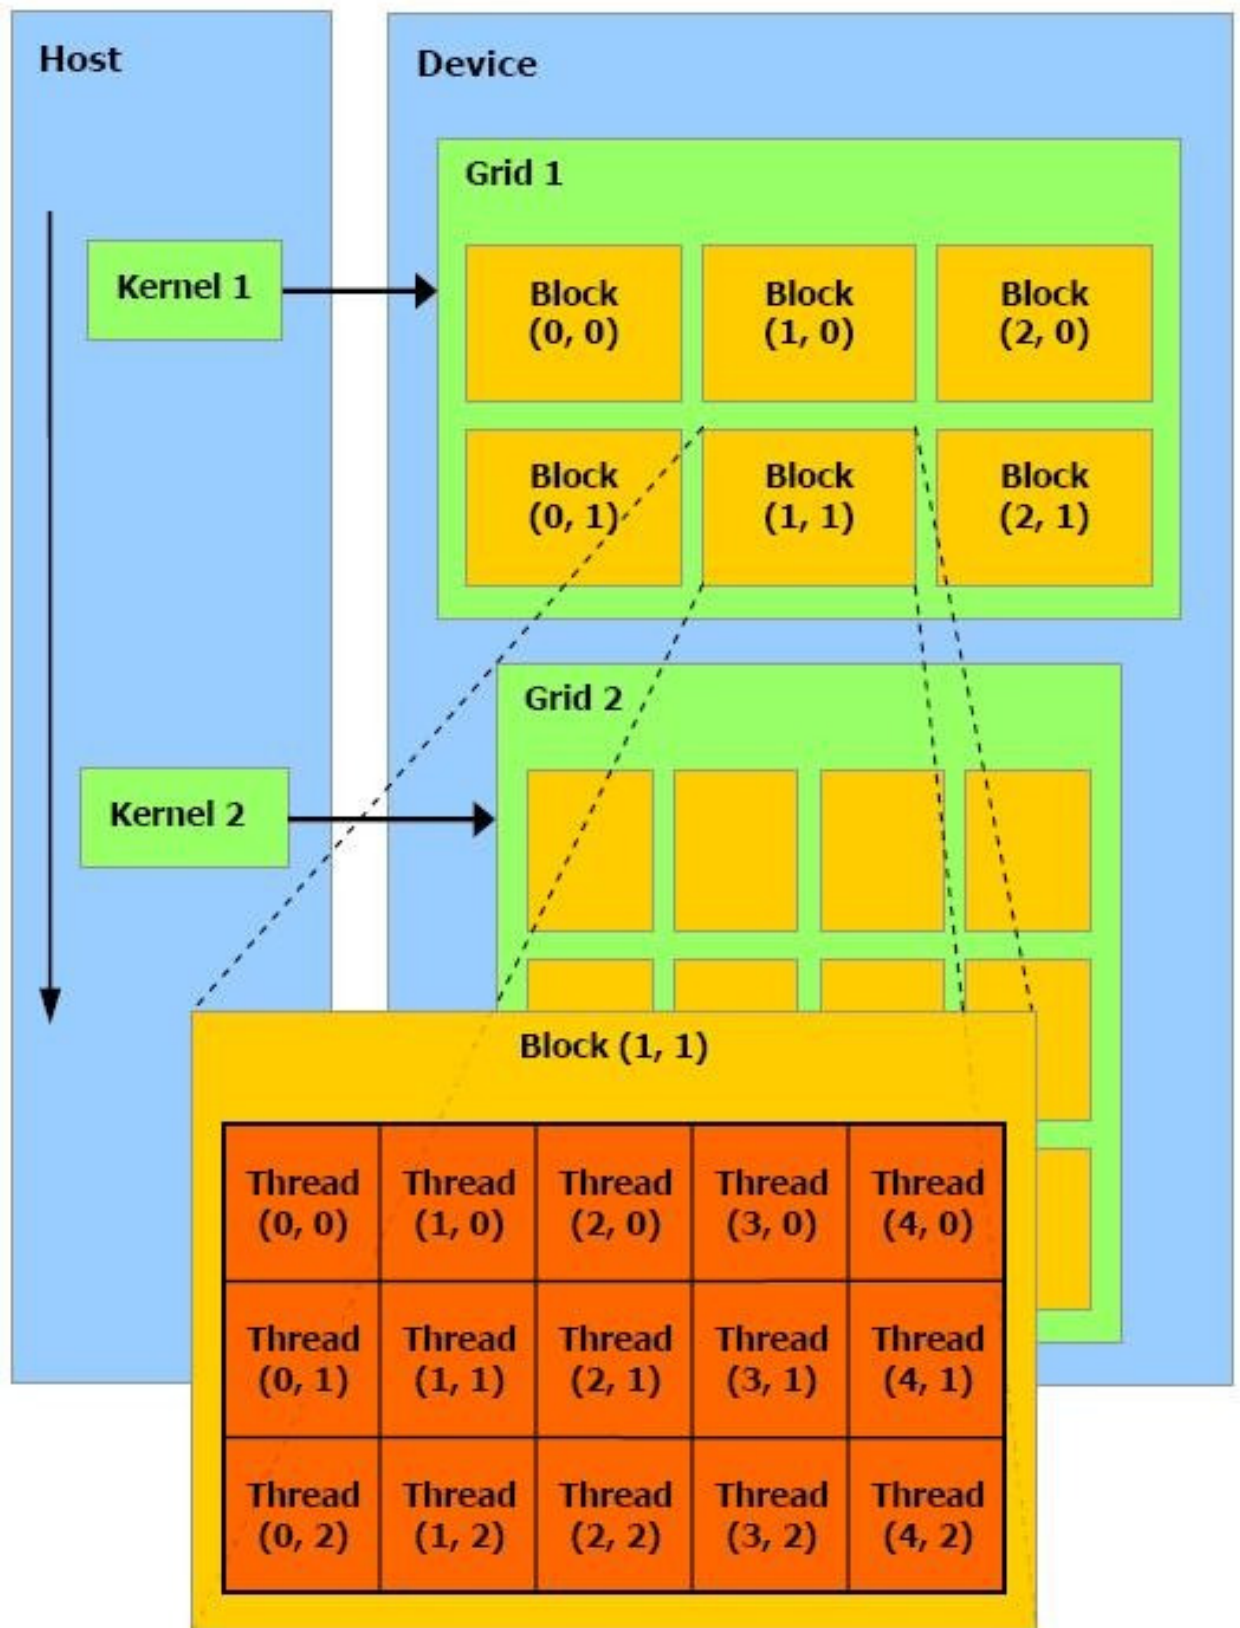 Host
Device
Grid 1
Kernel 1
Block
(0, 0)
Block
(1, 0)
Block
(2, 0)
Block
(0, 1)
Block
(1, 1)
Block
(2, 1)
Grid 2
Kernel 2
Block (1, 1)
Thread
(0, 0)
Thread
(1, 0)
Thread
(2, 0)
Thread
(3, 0)
Thread
(4, 0)
Thread
(0, 1)
Thread
(1, 1)
Thread
(2, 1)
Thread
(3, 1)
Thread
(4, 1)
Thread
(0, 2)
Thread
(1, 2)
Thread
(2, 2)
Thread
(3, 2)
Thread
(4, 2)